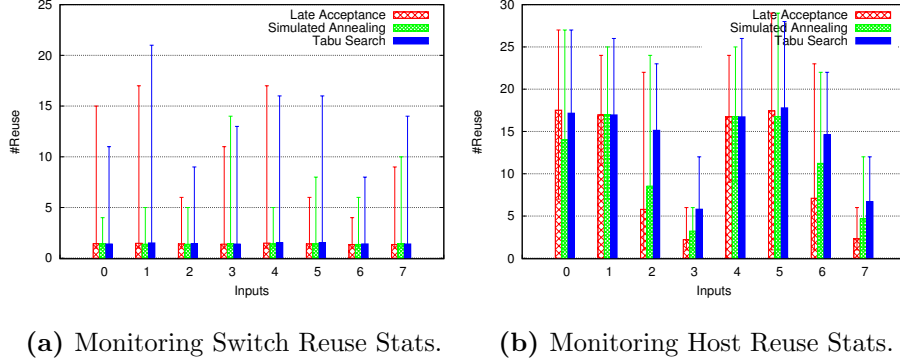 25
20
15
10
5
0
#Reuse
0 1 2 3 4 5 6 7
Inputs
Late Acceptance
Simulated Annealing
Tabu Search
30
25
20
15
10
5
0
#Reuse
0 1 2 3 4 5 6 7
Inputs
Late Acceptance
Simulated Annealing
Tabu Search
(a) Monitoring Switch Reuse Stats.
(b) Monitoring Host Reuse Stats.